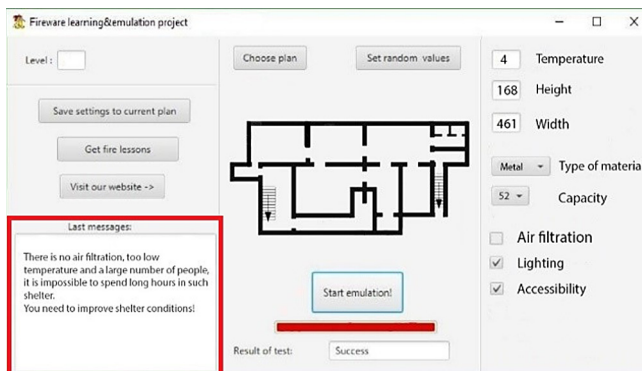 Fireware learning&emulation project
Level :
Choose plan
Set random values
4 Temperature
168 Height
461 Width
Save settings to current plan
Get fire lessons
Visit our website ->
Metal Type of materia
52 Capacity
Air filtration
Lighting
Accessibility
Last messages:
There is no air filtration, too low
temperature and a large number of people,
it is impossible to spend long hours in such
shelter.
You need to improve shelter conditions!
Start emulation!
Result of test: Success